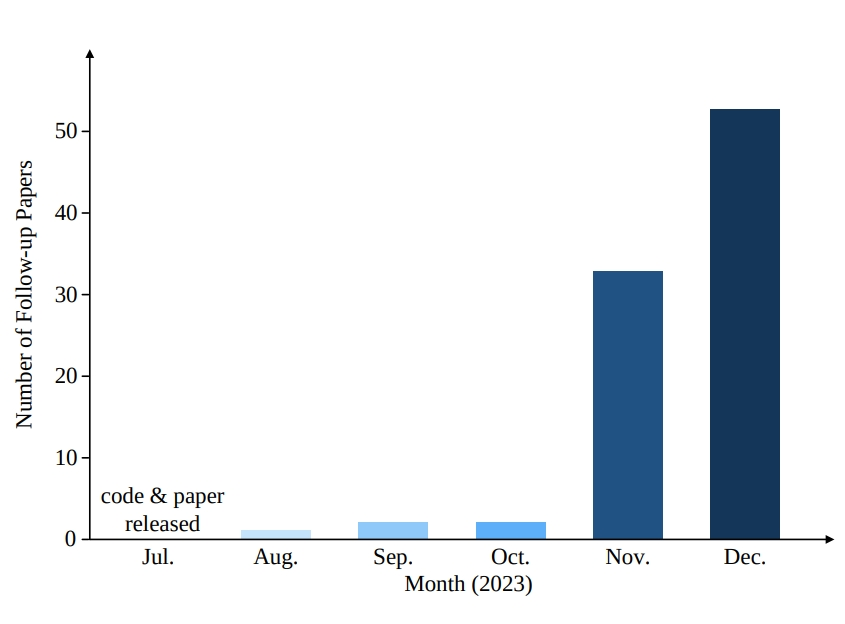 50
40
30
20
10
0
Number of Follow-up Papers
code & paper
released
Jul. Aug. Sep. Oct. Nov. Dec.
Month (2023)